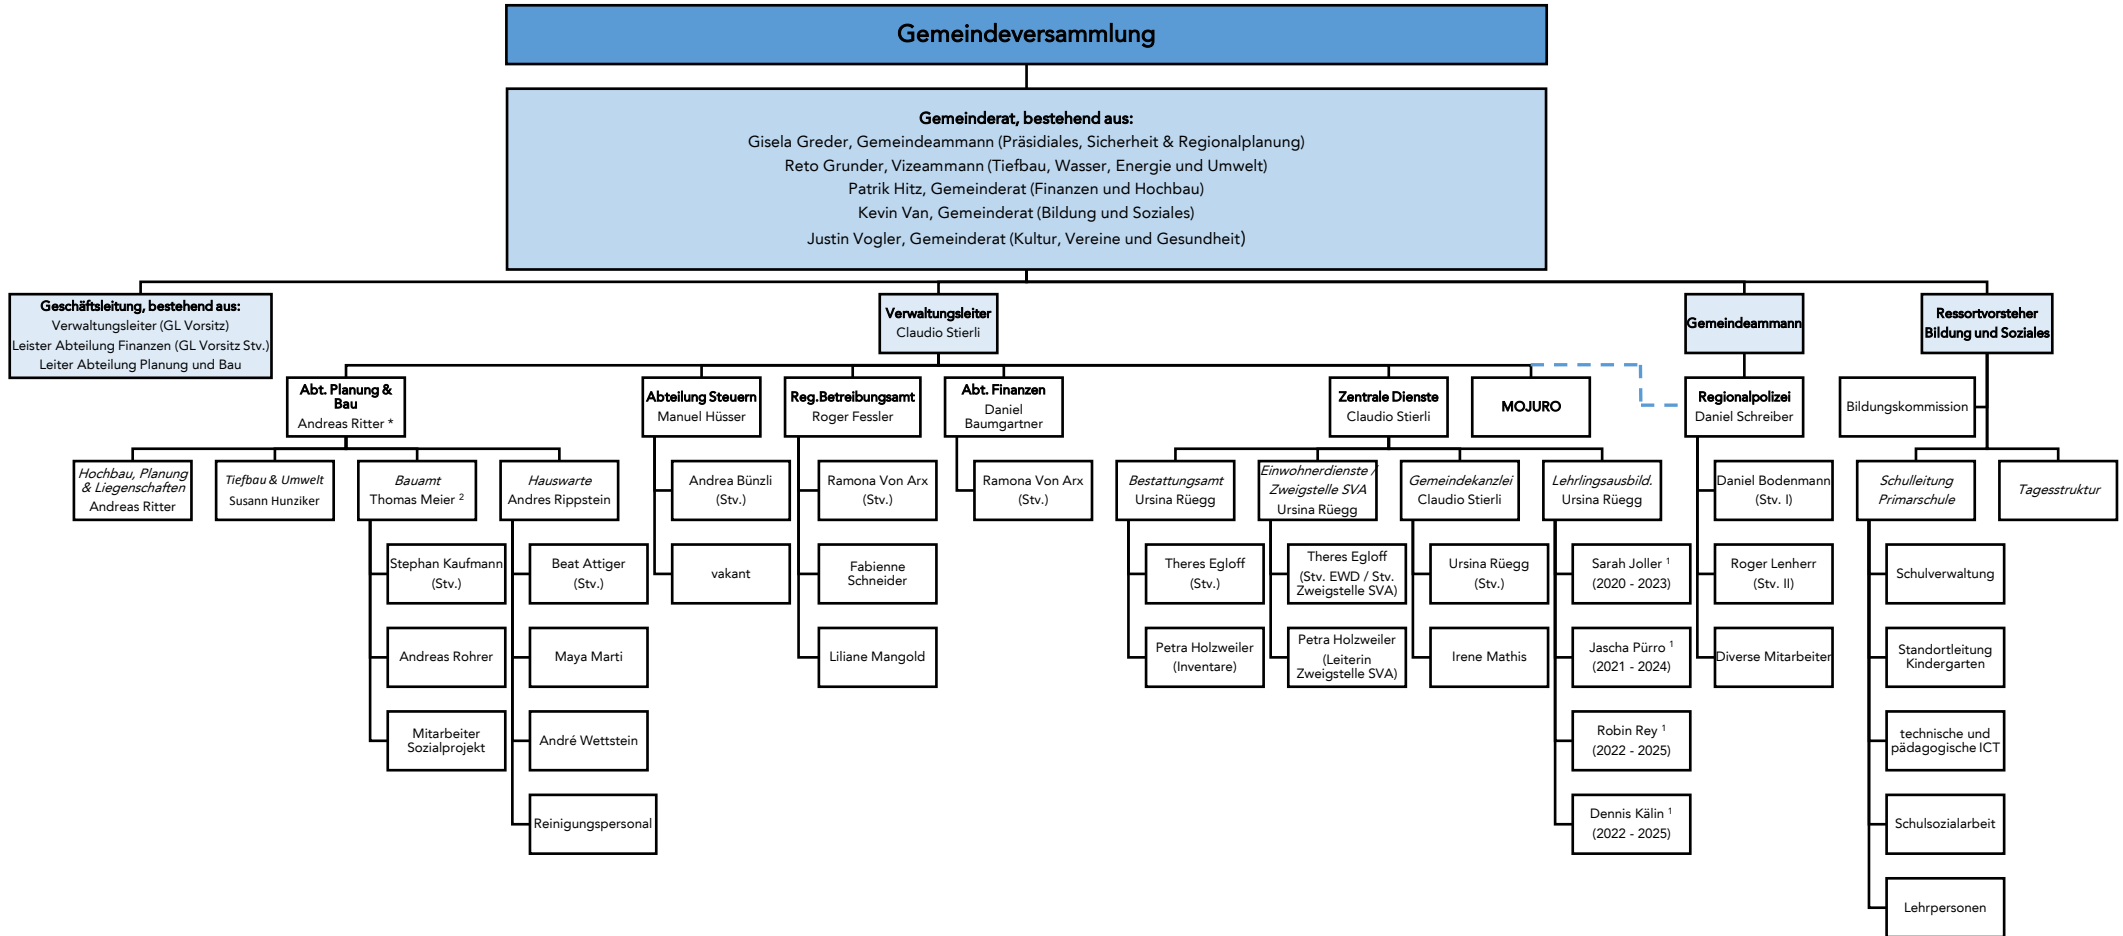 Gemeindeversammlung
Gemeinderat, bestehend aus:
Gisela Greder, Gemeindeammann (Präsidiales, Sicherheit & Regionalplanung)
Reto Grunder, Vizeammann (Tiefbau, Wasser, Energie und Umwelt)
Patrik Hitz, Gemeinderat (Finanzen und Hochbau)
Kevin Van, Gemeinderat (Bildung und Soziales)
Justin Vogler, Gemeinderat (Kultur, Vereine und Gesundheit)
Geschäftsleitung, bestehend aus:
Verwaltungsleiter (GL Vorsitz)
Leister Abteilung Finanzen (GL Vorsitz Stv.)
Leiter Abteilung Planung und Bau
Verwaltungsleiter
Claudio Stierli
Gemeindeammann
Ressortvorsteher
Bildung und Soziales
Abt. Planung &
Bau
Andreas Ritter *
Abteilung Steuern
Manuel Hüsser
Reg.Betreibungsamt
Roger Fessler
Abt. Finanzen
Daniel
Baumgartner
Zentrale Dienste
Claudio Stierli
MOJURO
Regionalpolizei
Daniel Schreiber
Bildungskommission
Hochbau, Planung
& Liegenschaften
Andreas Ritter
Tiefbau & Umwelt
Susann Hunziker
Bauamt
Thomas Meier ²
Hauswarte
Andres Rippstein
Andrea Bünzli
(Stv.)
Ramona Von Arx
(Stv.)
Ramona Von Arx
(Stv.)
Bestattungsamt
Ursina Rüegg
Einwohnerdienste /
Zweigstelle SVA
Ursina Rüegg
Gemeindekanzlei
Claudio Stierli
Lehrlingsausbild.
Ursina Rüegg
Daniel Bodenmann
(Stv. I)
Schulleitung
Primarschule
Tagesstruktur
Stephan Kaufmann
(Stv.)
Beat Attiger
(Stv.)
vakant
Fabienne
Schneider
Theres Egloff
(Stv.)
Theres Egloff
(Stv. EWD / Stv.
Zweigstelle SVA)
Ursina Rüegg
(Stv.)
Sarah Joller ¹
(2020 - 2023)
Roger Lenherr
(Stv. II)
Schulverwaltung
Andreas Rohrer
Maya Marti
Liliane Mangold
Petra Holzweiler
(Inventare)
Petra Holzweiler
(Leiterin
Zweigstelle SVA)
Irene Mathis
Jascha Pürro ¹
(2021 - 2024)
Diverse Mitarbeiter
Standortleitung
Kindergarten
Mitarbeiter
Sozialprojekt
André Wettstein
Robin Rey ¹
(2022 - 2025)
technische und
pädagogische ICT
Reinigungspersonal
Dennis Kälin ¹
(2022 - 2025)
Schulsozialarbeit
Lehrpersonen